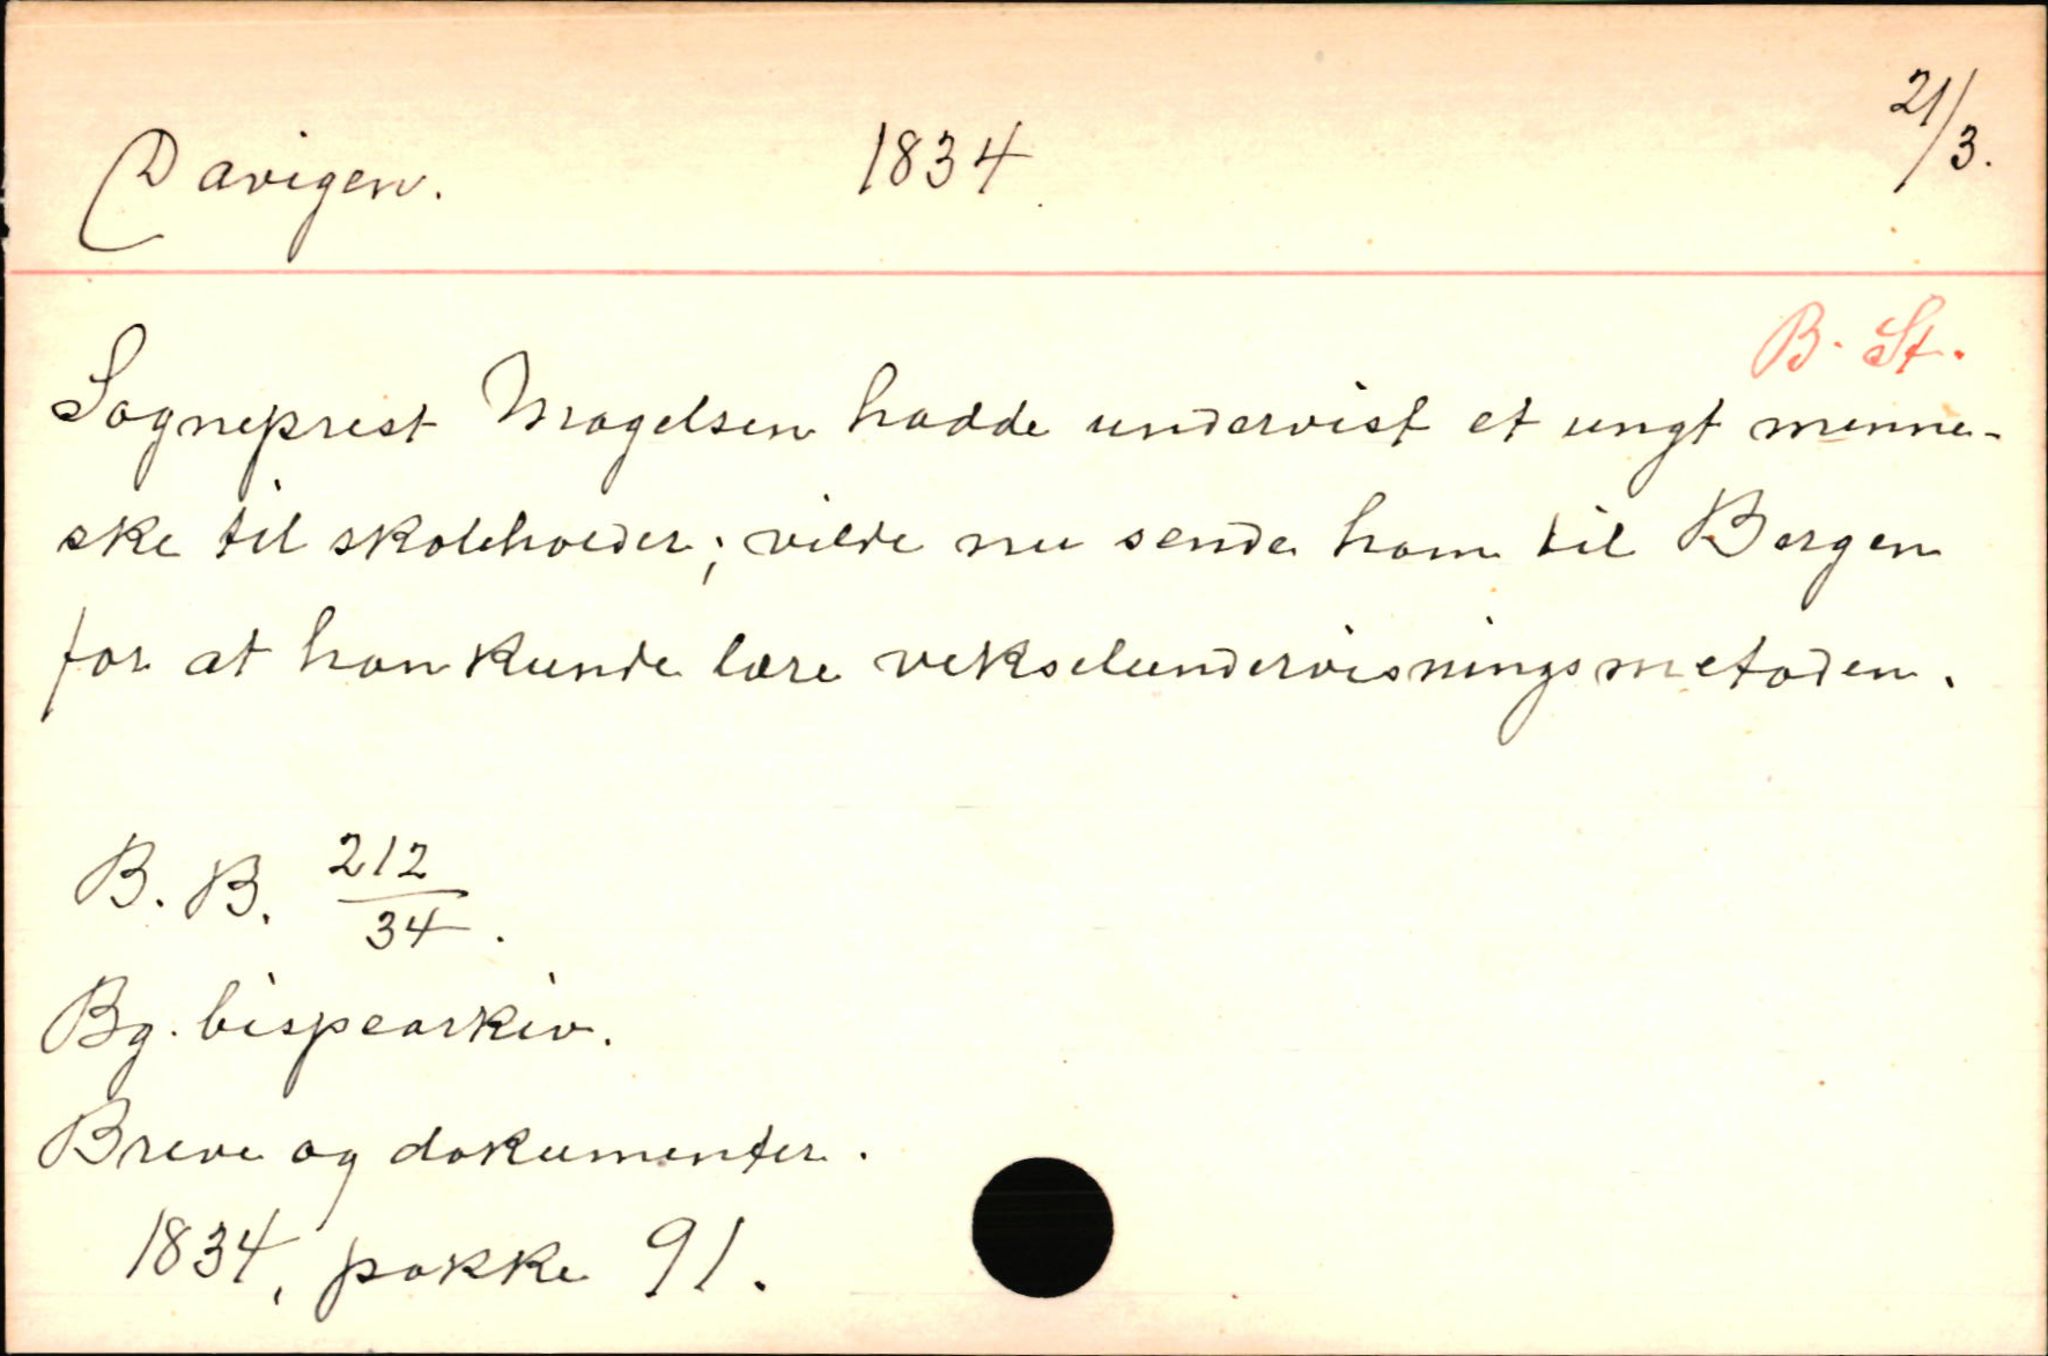 Davigen. 1834 21/3.
B. St.
Sogneprest Magelsen hadde undervist et ungt menne-
ske til skoleholder; vilde nu sende ham til Bergen
for at han kunde lære vekselundervisningsmetoden.
B. B. 212/34.
Bg. bispearkiv.
Breve og dokumenter.
1834, pakke 91.